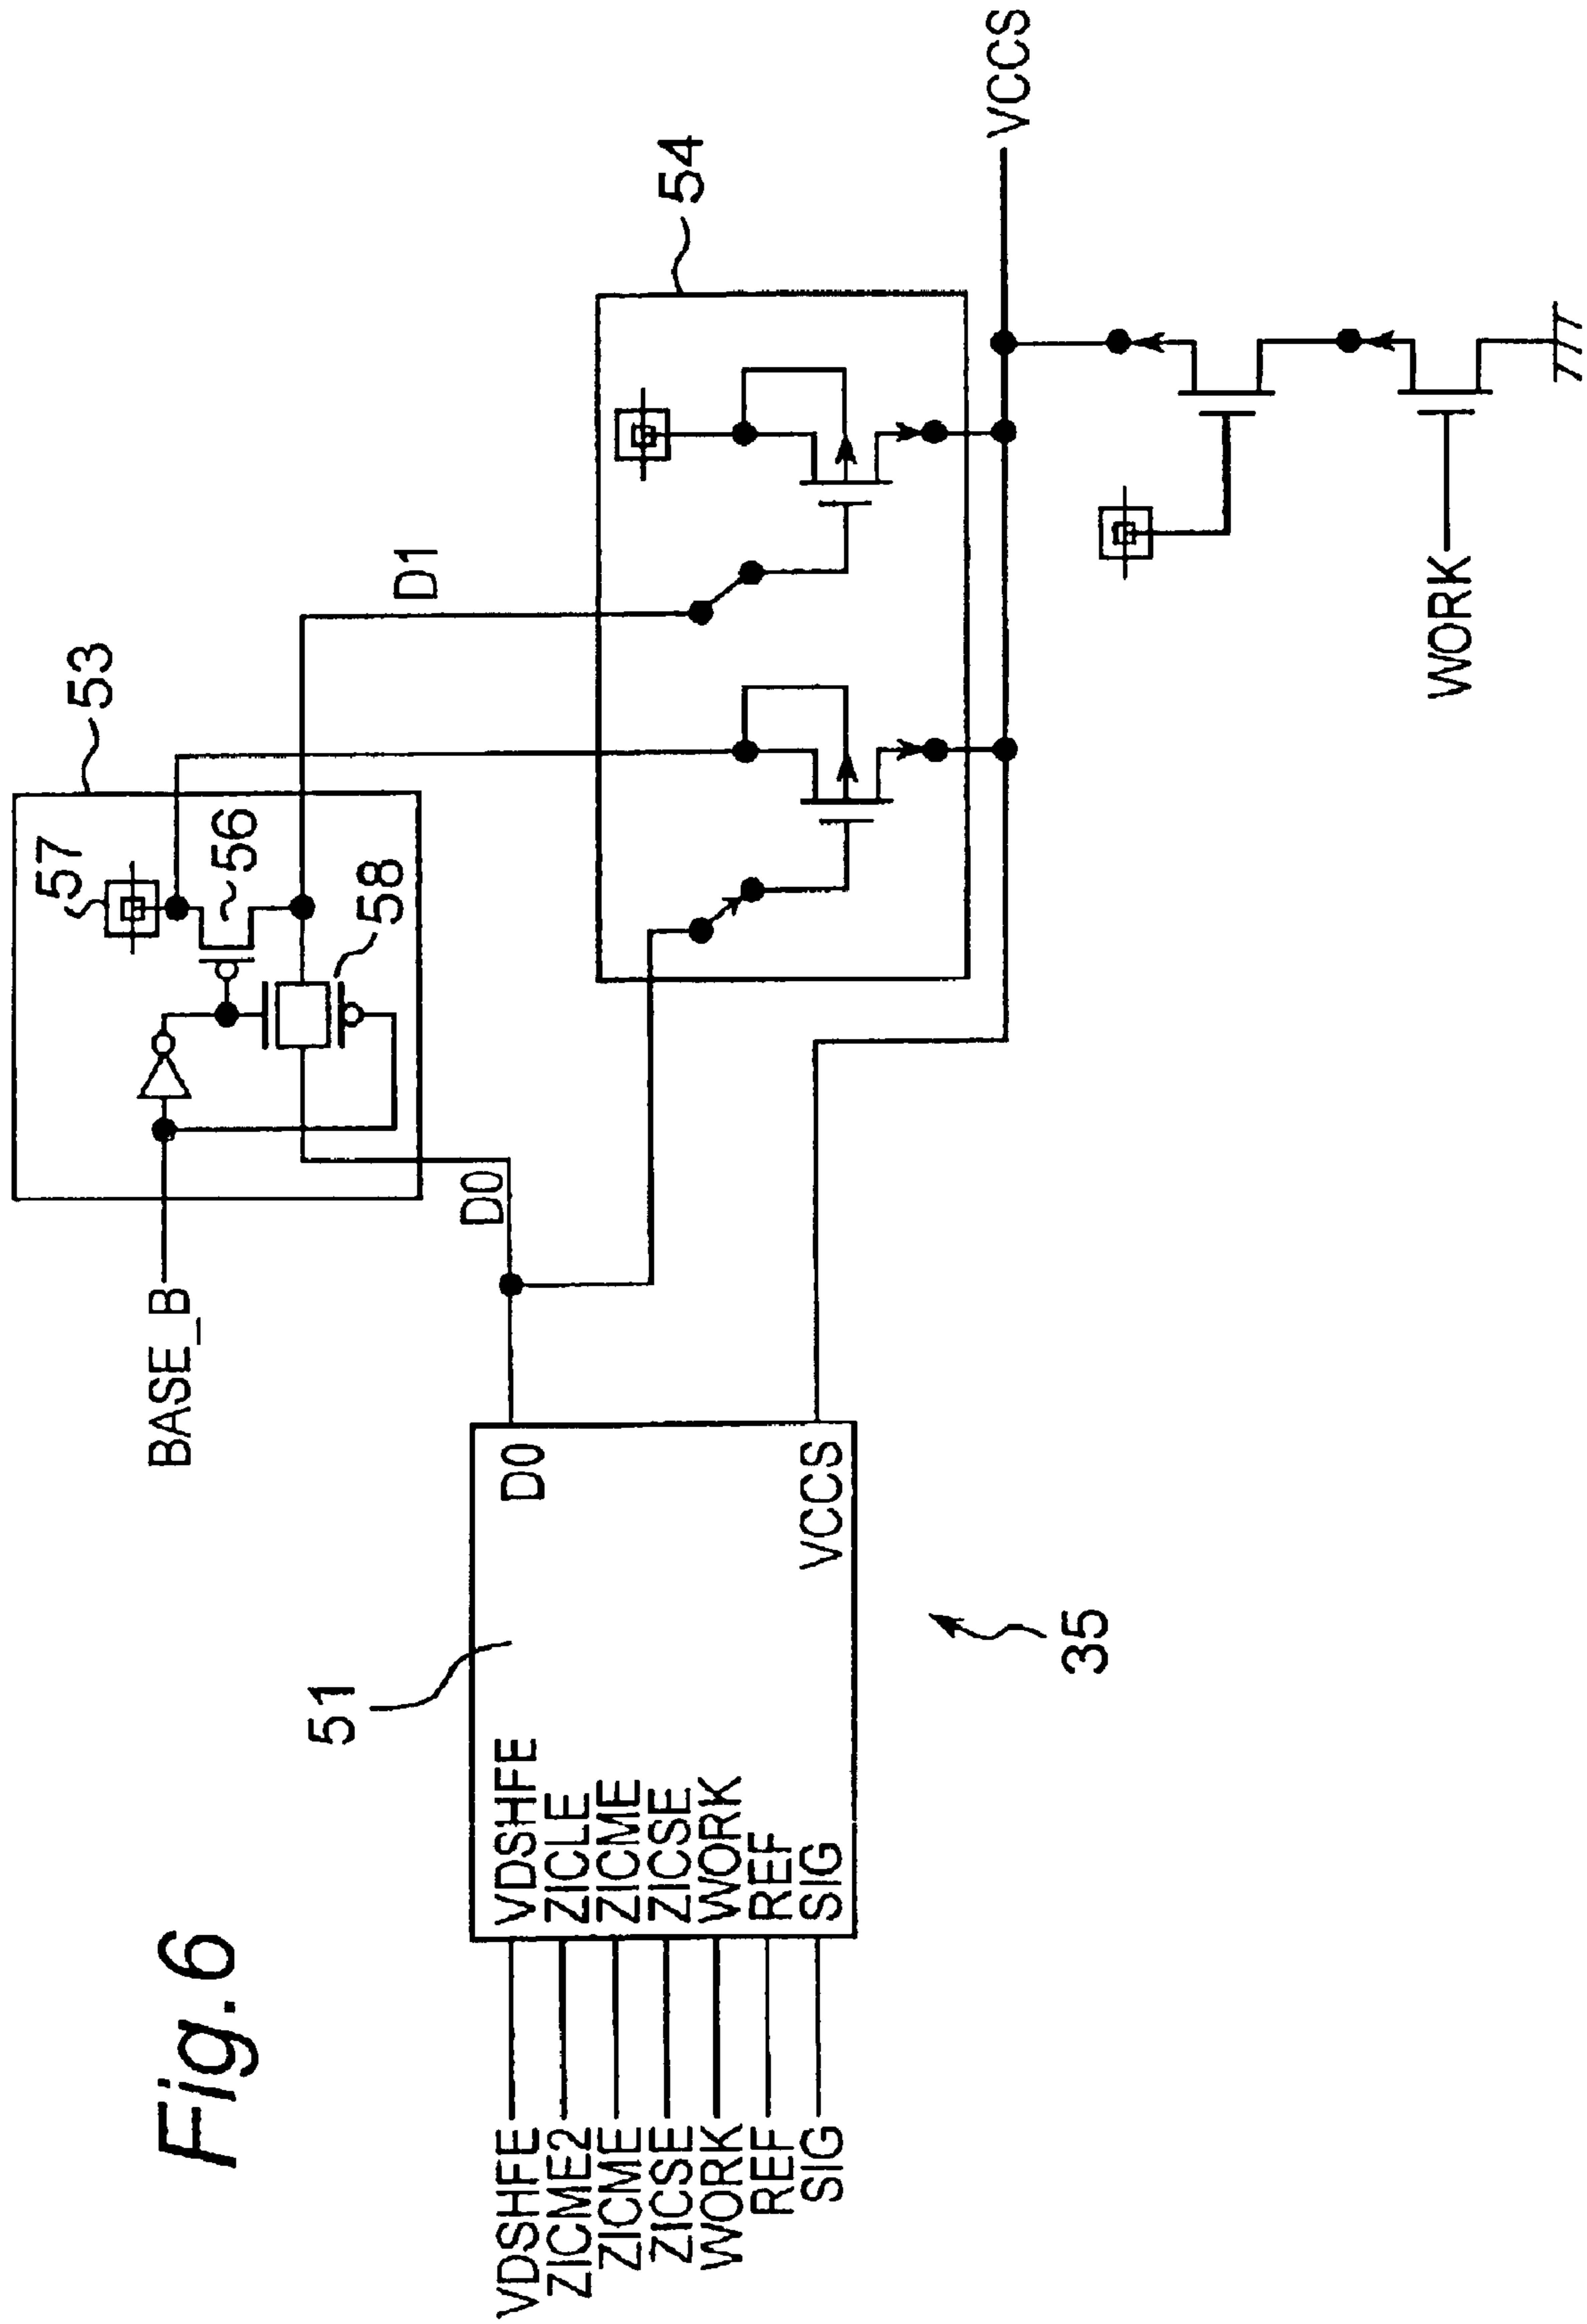 Fig. 6
VDSHFE
ZICME2
ZICME
ZICSE
WORK
REF
SIG
VDSHFE
ZICLE
ZICME
ZICSE
WORK
REF
SIG
51
D0
VCCS
35
BASE_B
D0
53
57
56
58
D1
54
VCCS
WORK